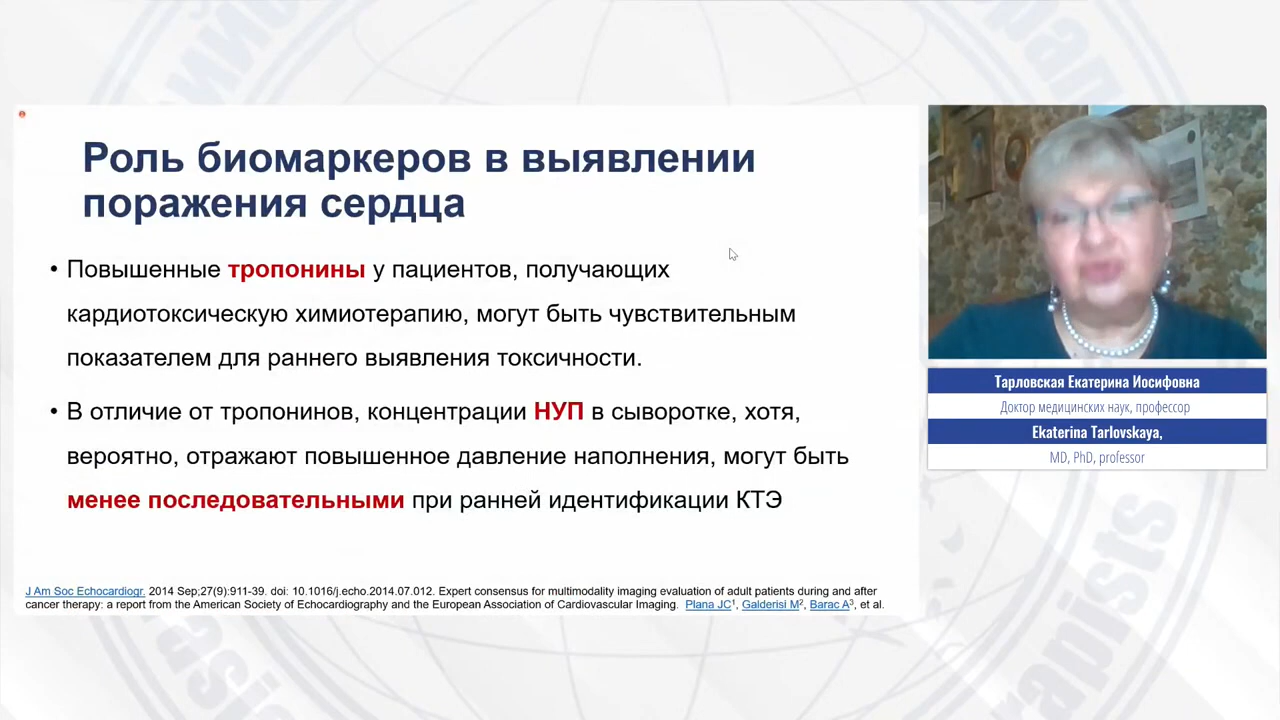 Роль биомаркеров в выявлении
поражения сердца
• Повышенные тропонины у пациентов, получающих
кардиотоксическую химиотерапию, могут быть чувствительным
показателем для раннего выявления токсичности.
• В отличие от тропонинов, концентрации НУП в сыворотке, хотя,
вероятно, отражают повышенное давление наполнения, могут быть
менее последовательными при ранней идентификации КТЭ
J Am Soc Echocardiogr. 2014 Sep;27(9):911-39. doi: 10.1016/j.echo.2014.07.012. Expert consensus for multimodality imaging evaluation of adult patients during and after
cancer therapy: a report from the American Society of Echocardiography and the European Association of Cardiovascular Imaging. Plana JC1, Galderisi M2, Barac A3, et al.
Тарловская Екатерина Иосифовна
Доктор медицинских наук, профессор
Ekaterina Tarlovskaya,
MD, PhD, professor